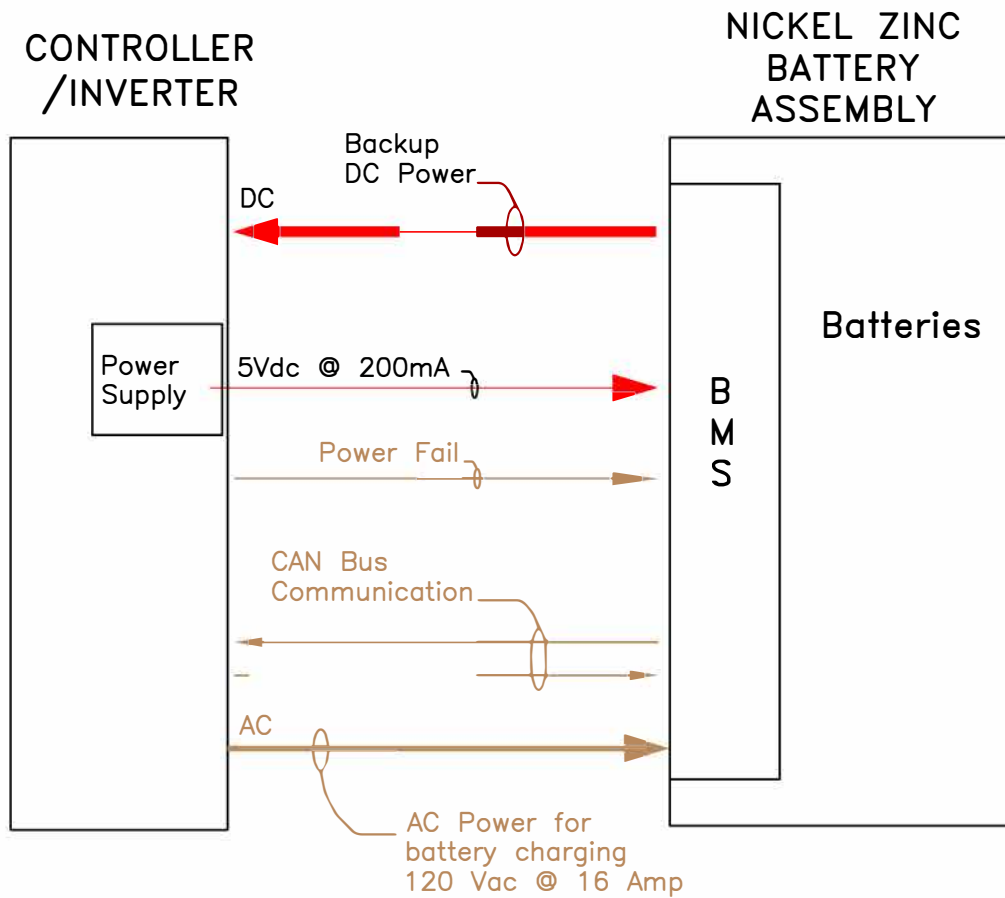 CONTROLLER
/INVERTER
NICKEL ZINC
BATTERY
ASSEMBLY
Backup
DC Power
DC
Batteries
Power
Supply
5Vdc @ 200mA
B
M
S
Power Fail
CAN Bus
Communication
AC
AC Power for
battery charging
120 Vac @ 16 Amp